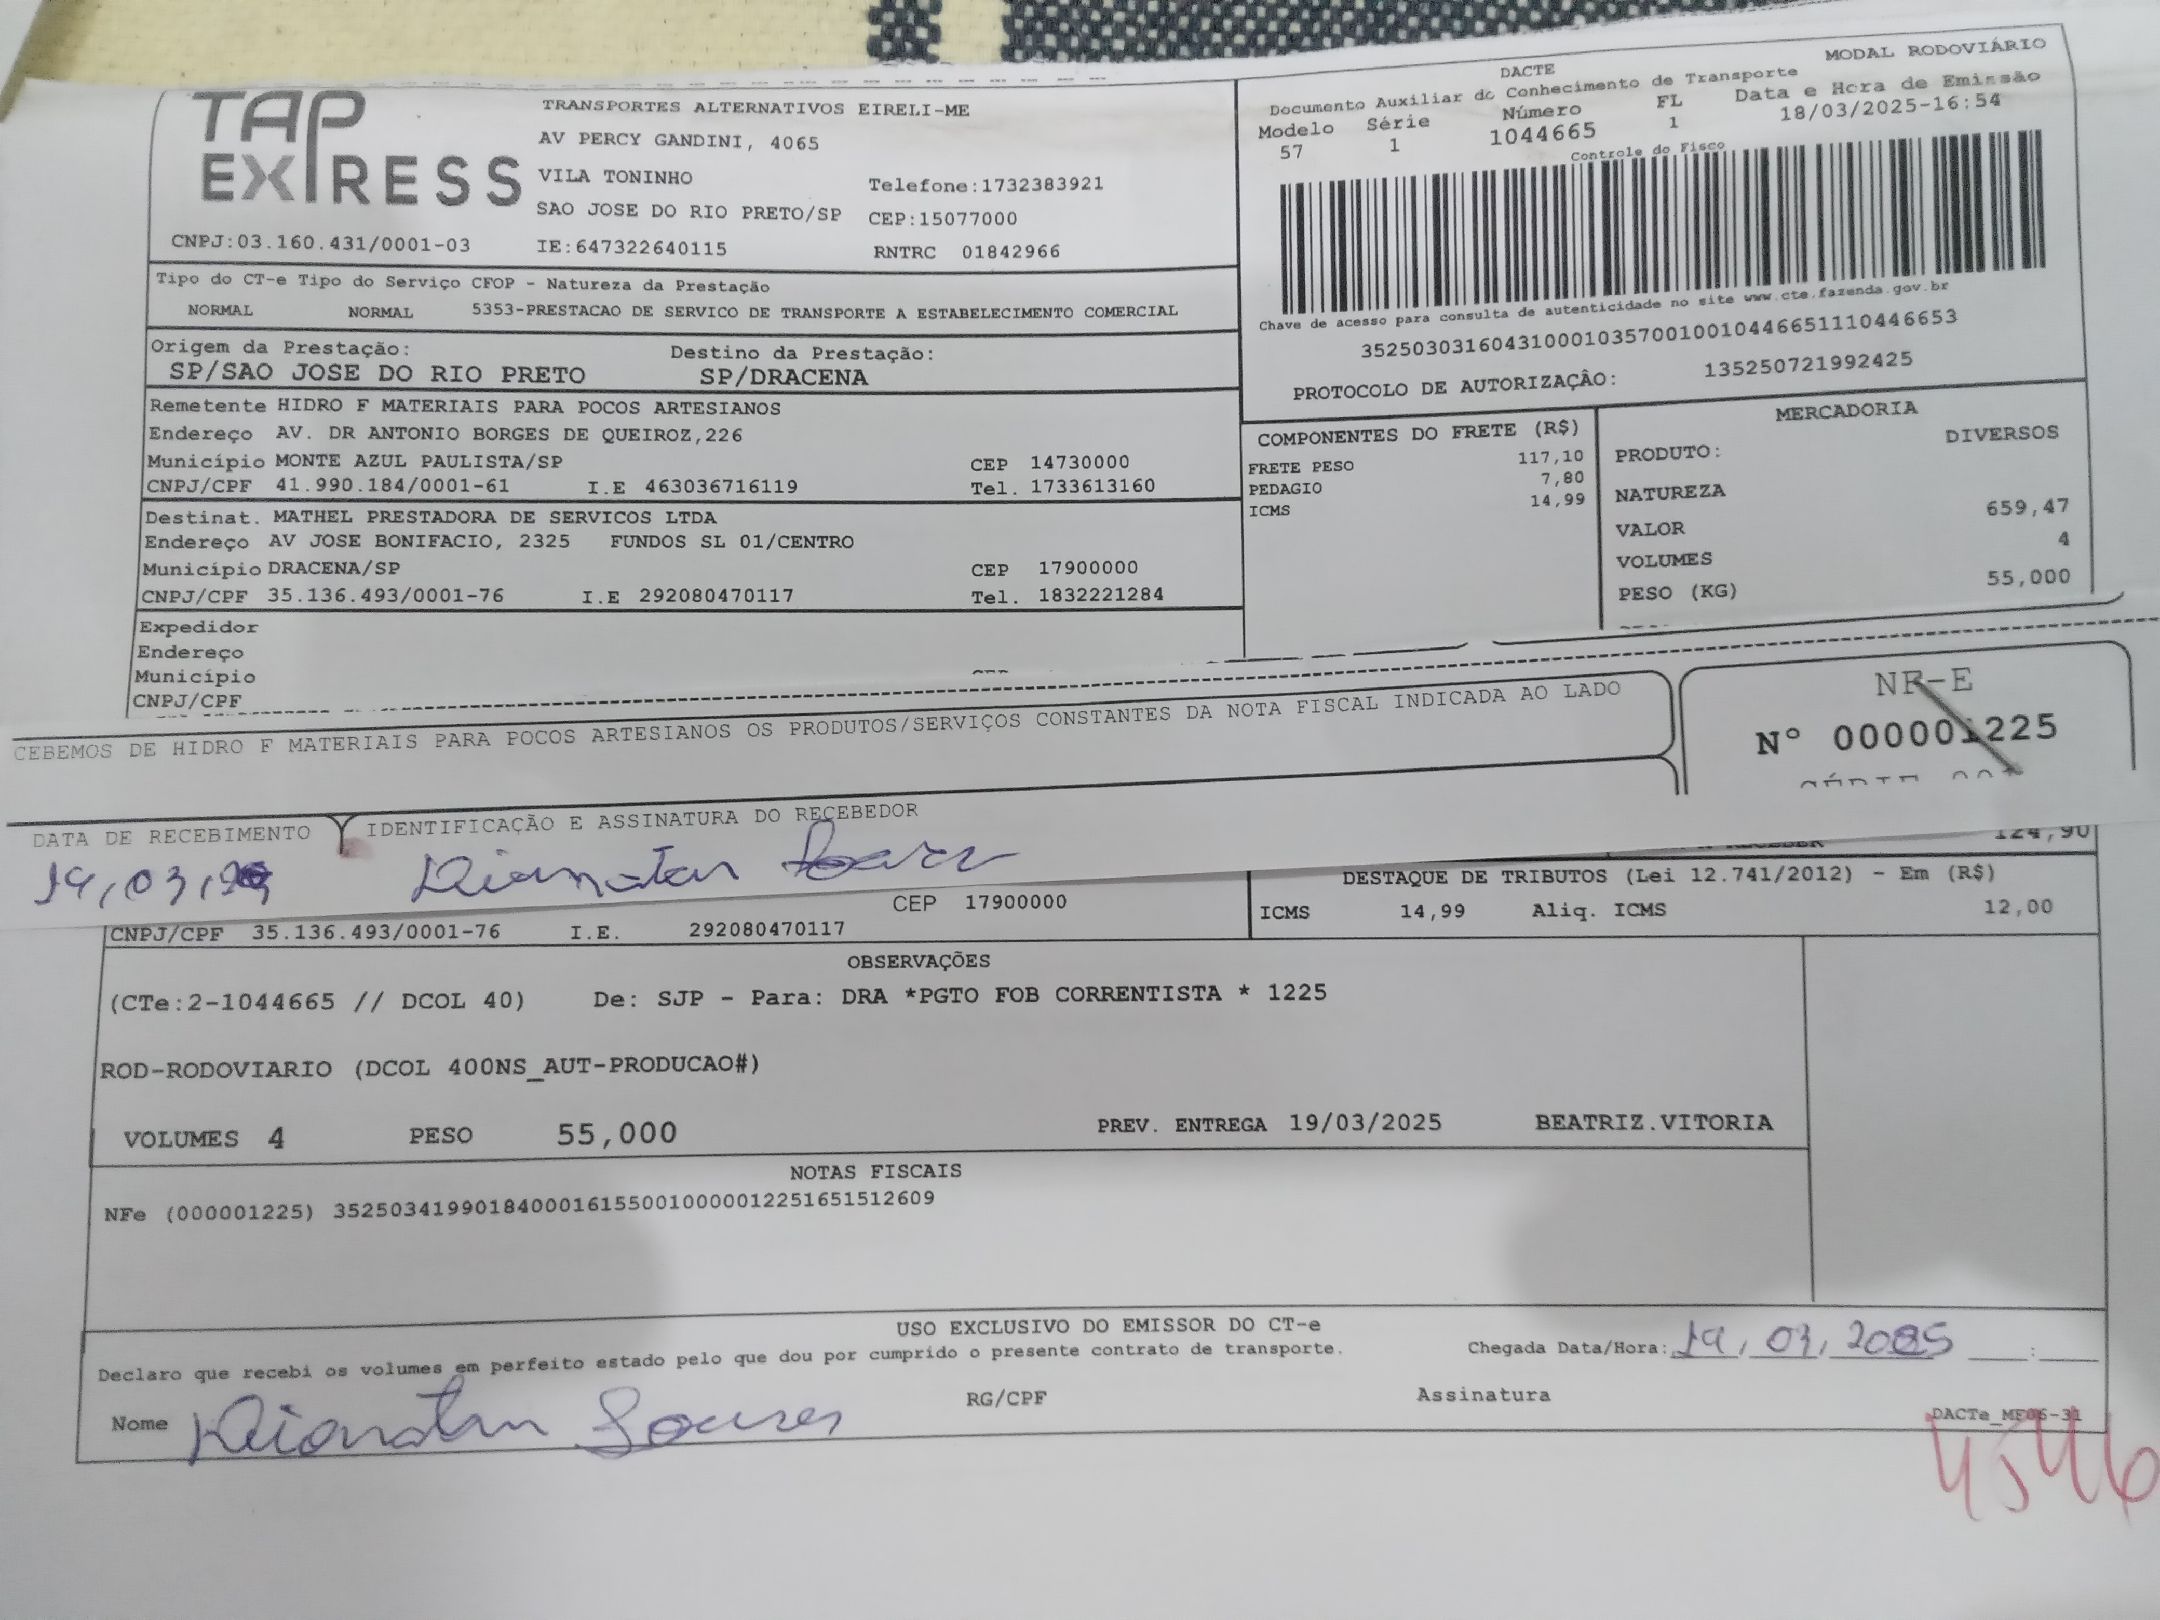 TAP EXPRESS
TRANSPORTES ALTERNATIVOS EIRELI-ME
AV PERCY GANDINI, 4065
VILA TONINHO Telefone:1732383921
SAO JOSE DO RIO PRETO/SP CEP:15077000
CNPJ:03.160.431/0001-03 IE:647322640115 RNTRC 01842966
MODAL RODOVIÁRIO
DACTE
Documento Auxiliar do Conhecimento de Transporte
Modelo Série Número FL Data e Hora de Emissão
57 1 1044665 1 18/03/2025-16:54
Controle do Fisco
Chave de acesso para consulta de autenticidade no site www.cte.fazenda.gov.br
35250303160431000103570010010446651110446653
PROTOCOLO DE AUTORIZAÇÃO: 135250721992425
Tipo do CT-e Tipo do Serviço CFOP - Natureza da Prestação
NORMAL NORMAL 5353-PRESTACAO DE SERVICO DE TRANSPORTE A ESTABELECIMENTO COMERCIAL
Origem da Prestação: Destino da Prestação:
SP/SAO JOSE DO RIO PRETO SP/DRACENA
Remetente HIDRO F MATERIAIS PARA POCOS ARTESIANOS
Endereço AV. DR ANTONIO BORGES DE QUEIROZ,226
Município MONTE AZUL PAULISTA/SP CEP 14730000
CNPJ/CPF 41.990.184/0001-61 I.E 463036716119 Tel. 1733613160
Destinat. MATHEL PRESTADORA DE SERVICOS LTDA
Endereço AV JOSE BONIFACIO, 2325 FUNDOS SL 01/CENTRO
Município DRACENA/SP CEP 17900000
CNPJ/CPF 35.136.493/0001-76 I.E 292080470117 Tel. 1832221284
Expedidor
Endereço
Município
CNPJ/CPF
COMPONENTES DO FRETE (R$)
FRETE PESO 117,10
PEDAGIO 7,80
ICMS 14,99
MERCADORIA
PRODUTO: DIVERSOS
NATUREZA
VALOR 659,47
VOLUMES 4
PESO (KG) 55,000
CEBEMOS DE HIDRO F MATERIAIS PARA POCOS ARTESIANOS OS PRODUTOS/SERVIÇOS CONSTANTES DA NOTA FISCAL INDICADA AO LADO
NF-E
Nº 000001225
DATA DE RECEBIMENTO IDENTIFICAÇÃO E ASSINATURA DO RECEBEDOR
124,90
CEP 17900000
CNPJ/CPF 35.136.493/0001-76 I.E. 292080470117
DESTAQUE DE TRIBUTOS (Lei 12.741/2012) - Em (R$)
ICMS 14,99 Aliq. ICMS 12,00
OBSERVAÇÕES
(CTe:2-1044665 // DCOL 40) De: SJP - Para: DRA *PGTO FOB CORRENTISTA * 1225
ROD-RODOVIARIO (DCOL 400NS_AUT-PRODUCAO#)
VOLUMES 4 PESO 55,000 PREV. ENTREGA 19/03/2025 BEATRIZ.VITORIA
NOTAS FISCAIS
NFe (000001225) 35250341990184000161550010000012251651512609
USO EXCLUSIVO DO EMISSOR DO CT-e
Declaro que recebi os volumes em perfeito estado pelo que dou por cumprido o presente contrato de transporte. Chegada Data/Hora: 19,03,2025 :
Nome RG/CPF Assinatura
DACTe_MF06-31